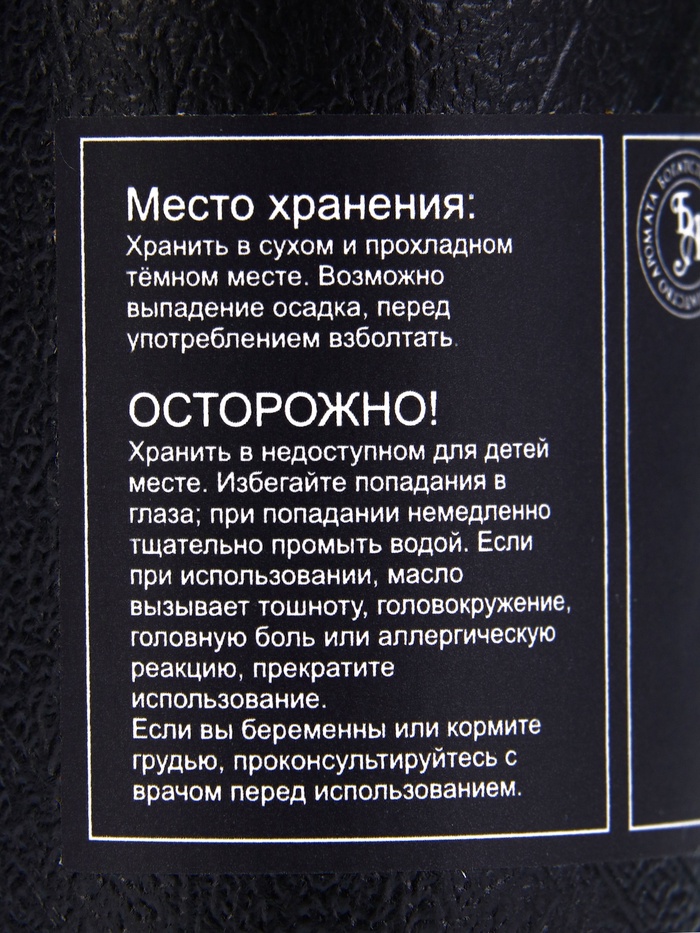 Место хранения:
Хранить в сухом и прохладном
тёмном месте. Возможно
выпадение осадка, перед
употреблением взболтать.
ОСТОРОЖНО!
Хранить в недоступном для детей
месте. Избегайте попадания в
глаза; при попадании немедленно
тщательно промыть водой. Если
при использовании, масло
вызывает тошноту, головокружение,
головную боль или аллергическую
реакцию, прекратите
использование.
Если вы беременны или кормите
грудью, проконсультируйтесь с
врачом перед использованием.
АРОМАТА